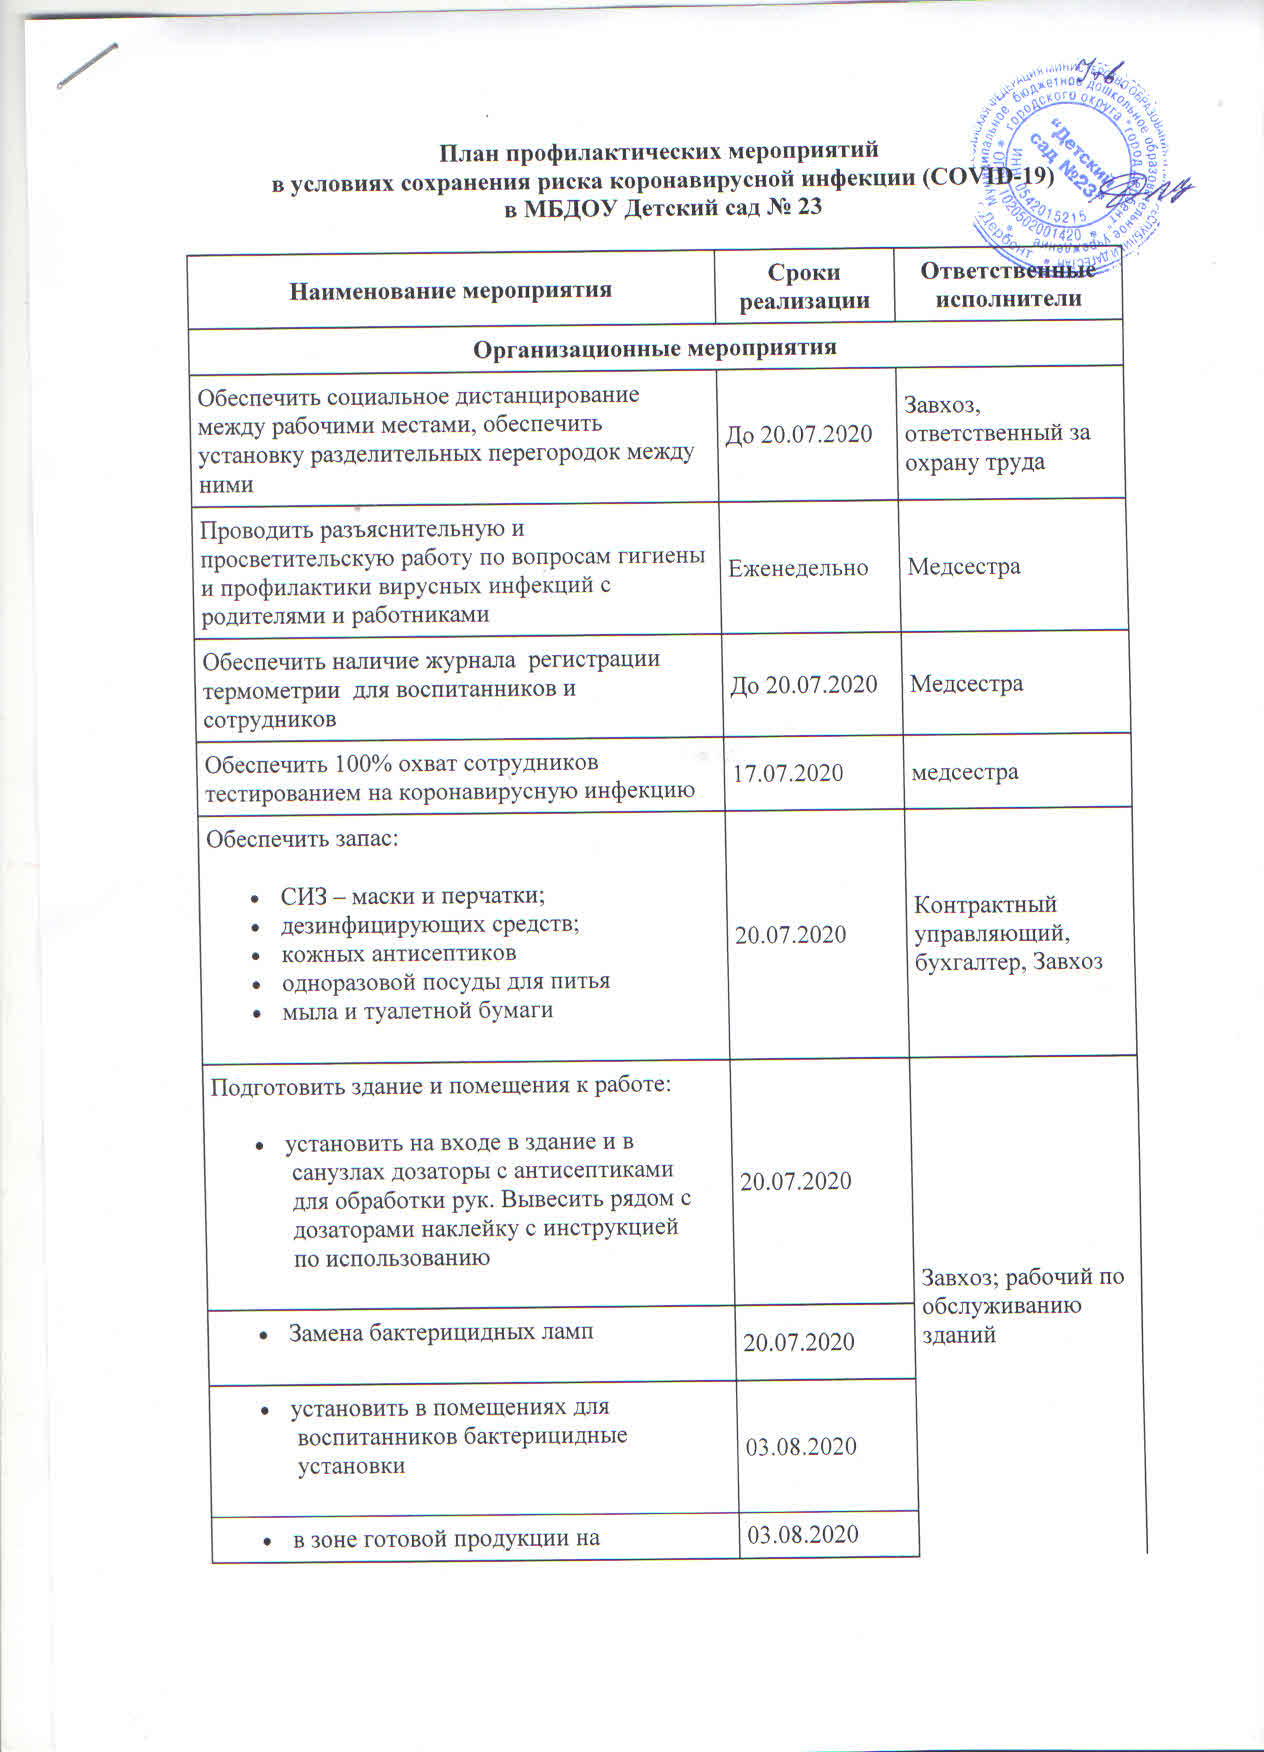 Утв.
"Детский
сад №23"
ИНН 0542015215
1020502001420
План профилактических мероприятий
в условиях сохранения риска коронавирусной инфекции (COVID-19)
в МБДОУ Детский сад № 23
Наименование мероприятия
Сроки
реализации
Ответственные
исполнители
Организационные мероприятия
Обеспечить социальное дистанцирование
между рабочими местами, обеспечить
установку разделительных перегородок между
ними
До 20.07.2020
Завхоз,
ответственный за
охрану труда
Проводить разъяснительную и
просветительскую работу по вопросам гигиены
и профилактики вирусных инфекций с
родителями и работниками
Еженедельно
Медсестра
Обеспечить наличие журнала  регистрации
термометрии  для воспитанников и
сотрудников
До 20.07.2020
Медсестра
Обеспечить 100% охват сотрудников
тестированием на коронавирусную инфекцию
17.07.2020
медсестра
Обеспечить запас:
• СИЗ – маски и перчатки;
• дезинфицирующих средств;
• кожных антисептиков
• одноразовой посуды для питья
• мыла и туалетной бумаги
20.07.2020
Контрактный
управляющий,
бухгалтер, Завхоз
Подготовить здание и помещения к работе:
• установить на входе в здание и в
санузлах дозаторы с антисептиками
для обработки рук. Вывесить рядом с
дозаторами наклейку с инструкцией
по использованию
20.07.2020
Завхоз; рабочий по
обслуживанию
зданий
• Замена бактерицидных ламп
20.07.2020
• установить в помещениях для
воспитанников бактерицидные
установки
03.08.2020
• в зоне готовой продукции на
03.08.2020